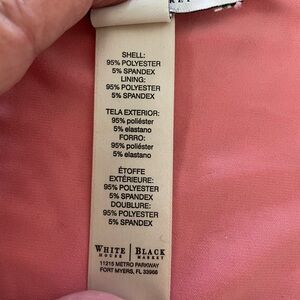 SHELL:
95% POLYESTER
5% SPANDEX
LINING:
95% POLYESTER
5% SPANDEX
TELA EXTERIOR:
95% poliéster
5% elastano
FORRO:
95% poliéster
5% elastano
ÉTOFFE
EXTÉRIEURE:
95% POLYESTER
5% SPANDEX
DOUBLURE:
95% POLYESTER
5% SPANDEX
WHITE | BLACK
HOUSE | MARKET
11215 METRO PARKWAY
FORT MYERS, FL 33966